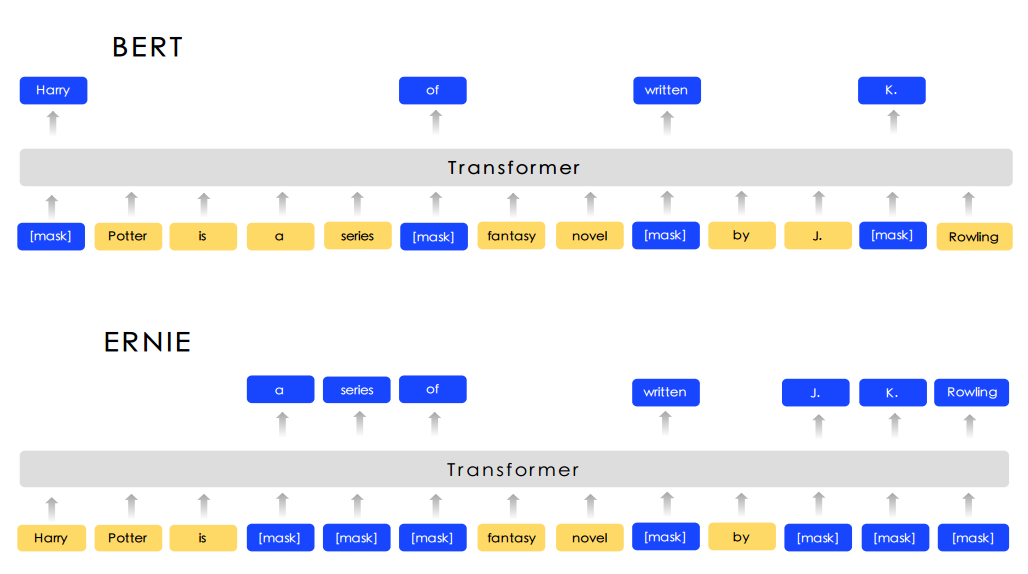 BERT
Harry of written K.
Transformer
[mask] Potter is a series [mask] fantasy novel [mask] by J. [mask] Rowling
ERNIE
a series of written J. K. Rowling
Transformer
Harry Potter is [mask] [mask] [mask] fantasy novel [mask] by [mask] [mask] [mask]